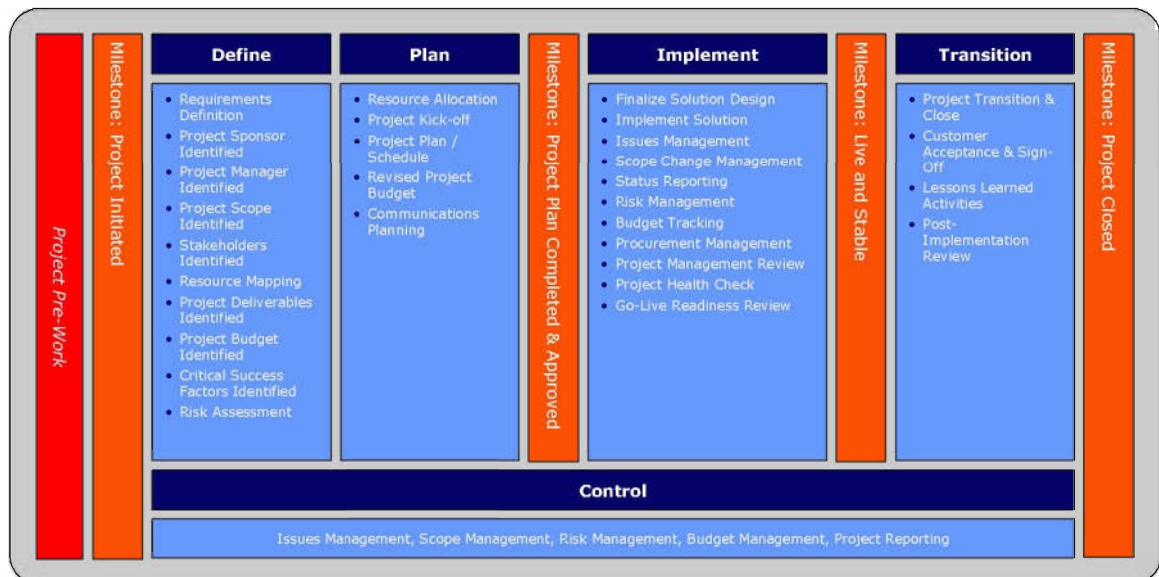 Project Pre-Work
Milestone: Project Initiated
Define
Requirements
Definition
Project Sponsor
Identified
Project Manager
Identified
Project Scope
Identified
Stakeholders
Identified
Resource Mapping
Project Deliverables
Identified
Project Budget
Identified
Critical Success
Factors Identified
Risk Assessment
Plan
Resource Allocation
Project Kick-off
Project Plan /
Schedule
Revised Project
Budget
Communications
Planning
Milestone: Project Plan Completed & Approved
Implement
Finalize Solution Design
Implement Solution
Issues Management
Scope Change Management
Status Reporting
Risk Management
Budget Tracking
Procurement Management
Project Management Review
Project Health Check
Go-Live Readiness Review
Milestone: Live and Stable
Transition
Project Transition &
Close
Customer
Acceptance & Sign-
Off
Lessons Learned
Activities
Post-
Implementation
Review
Milestone: Project Closed
Control
Issues Management, Scope Management, Risk Management, Budget Management, Project Reporting